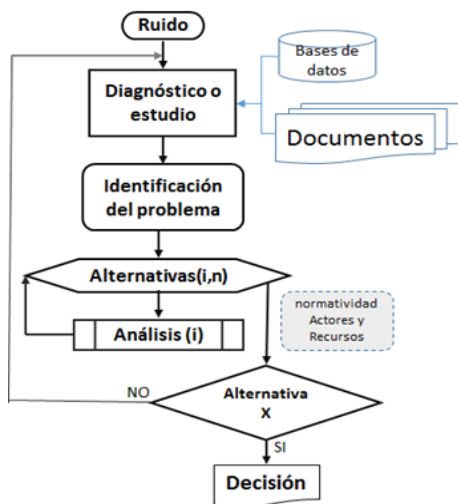 Ruido
Bases de
datos
Diagnóstico o
estudio
Documentos
Identificación
del problema
Alternativas(i,n)
normatividad
Actores y
Recursos
Análisis (i)
NO
Alternativa
X
SI
Decisión